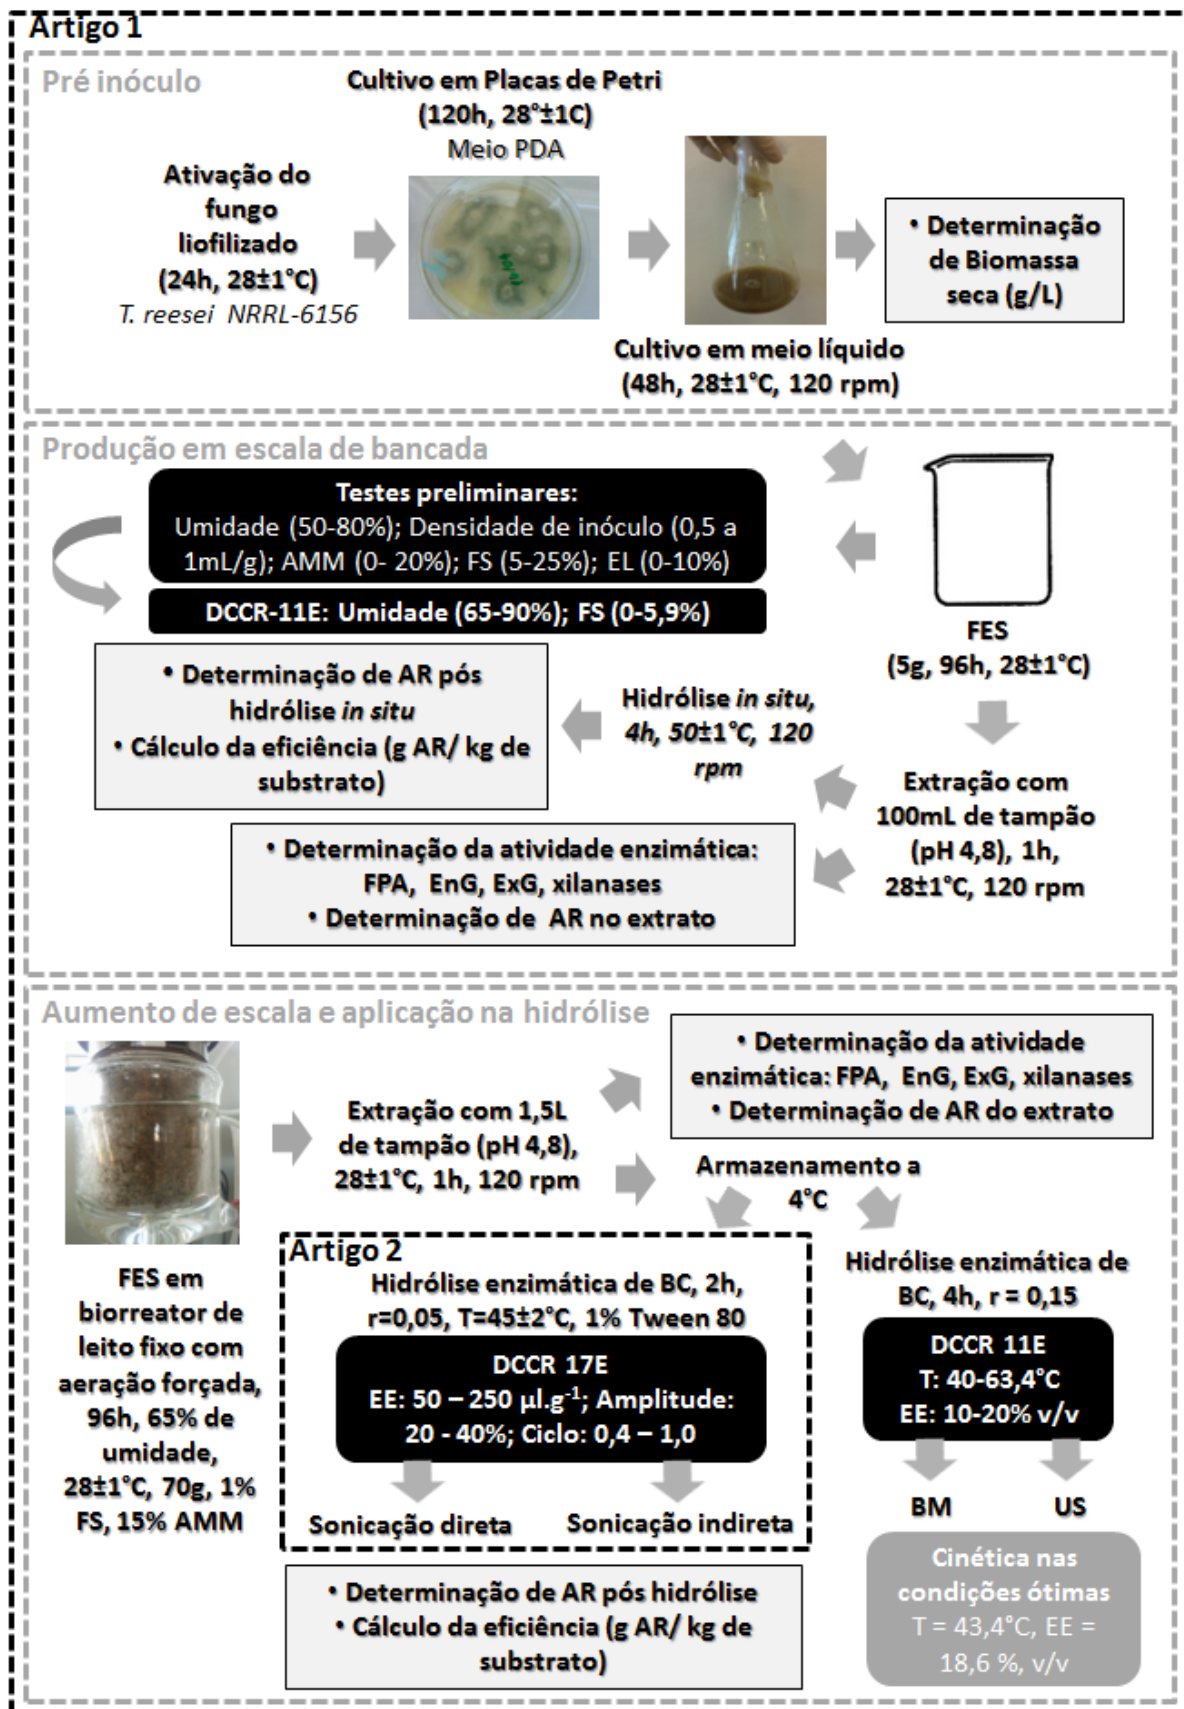 Artigo 1
Pré inóculo
Cultivo em Placas de Petri
(120h, 28°±1C)
Meio PDA
Ativação do
fungo
liofilizado
(24h, 28±1°C)
T. reesei NRRL-6156
Cultivo em meio líquido
(48h, 28±1°C, 120 rpm)
• Determinação
de Biomassa
seca (g/L)
Produção em escala de bancada
Testes preliminares:
Umidade (50-80%); Densidade de inóculo (0,5 a
1mL/g); AMM (0- 20%); FS (5-25%); EL (0-10%)
DCCR-11E: Umidade (65-90%); FS (0-5,9%)
FES
(5g, 96h, 28±1°C)
• Determinação de AR pós
hidrólise in situ
• Cálculo da eficiência (g AR/ kg de
substrato)
Hidrólise in situ,
4h, 50±1°C, 120
rpm
Extração com
100mL de tampão
(pH 4,8), 1h,
28±1°C, 120 rpm
• Determinação da atividade enzimática:
FPA, EnG, ExG, xilanases
• Determinação de AR no extrato
Aumento de escala e aplicação na hidrólise
• Determinação da atividade
enzimática: FPA, EnG, ExG, xilanases
• Determinação de AR do extrato
Extração com 1,5L
de tampão (pH 4,8),
28±1°C, 1h, 120 rpm
Armazenamento a
4°C
FES em
biorreator de
leito fixo com
aeração forçada,
96h, 65% de
umidade,
28±1°C, 70g, 1%
FS, 15% AMM
Artigo 2
Hidrólise enzimática de BC, 2h,
r=0,05, T=45±2°C, 1% Tween 80
DCCR 17E
EE: 50 – 250 µl.g⁻¹; Amplitude:
20 - 40%; Ciclo: 0,4 – 1,0
Sonicação direta
Sonicação indireta
Hidrólise enzimática de
BC, 4h, r = 0,15
DCCR 11E
T: 40-63,4°C
EE: 10-20% v/v
BM
US
Cinética nas
condições ótimas
T = 43,4°C, EE =
18,6 %, v/v
• Determinação de AR pós hidrólise
• Cálculo da eficiência (g AR/ kg de
substrato)